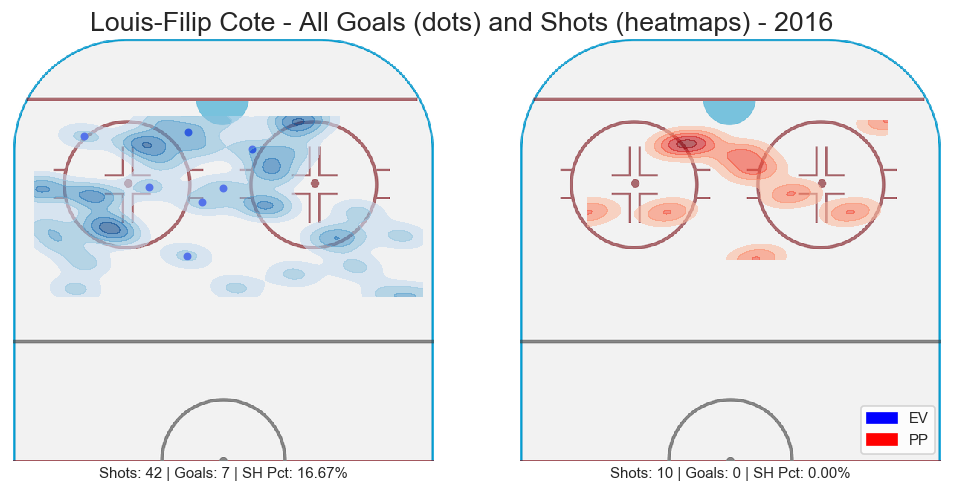 Louis-Filip Cote - All Goals (dots) and Shots (heatmaps) - 2016
EV
PP
Shots: 42 | Goals: 7 | SH Pct: 16.67%
Shots: 10 | Goals: 0 | SH Pct: 0.00%